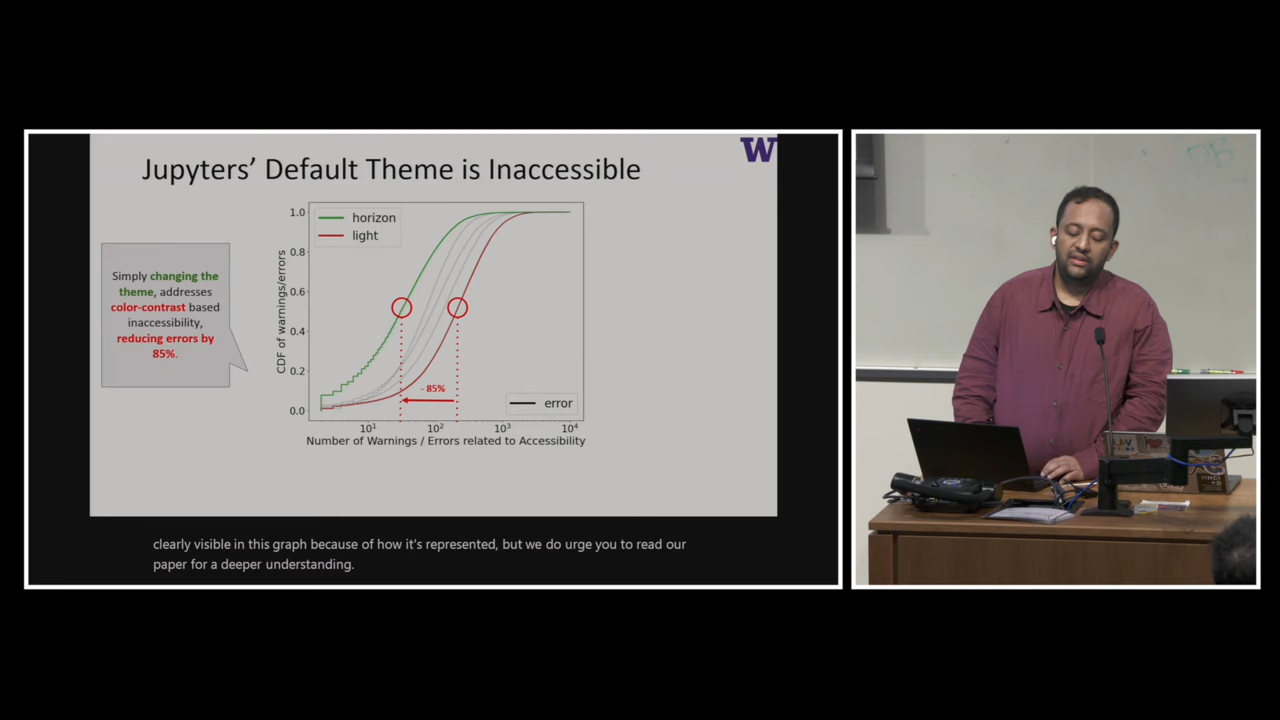 W
Jupyters’ Default Theme is Inaccessible
Simply changing the
theme, addresses
color-contrast based
inaccessibility,
reducing errors by
85%.
horizon
light
CDF of warnings/errors
1.0
0.8
0.6
0.4
0.2
0.0
- 85%
error
10¹
10²
10³
10⁴
Number of Warnings / Errors related to Accessibility
clearly visible in this graph because of how it's represented, but we do urge you to read our
paper for a deeper understanding.